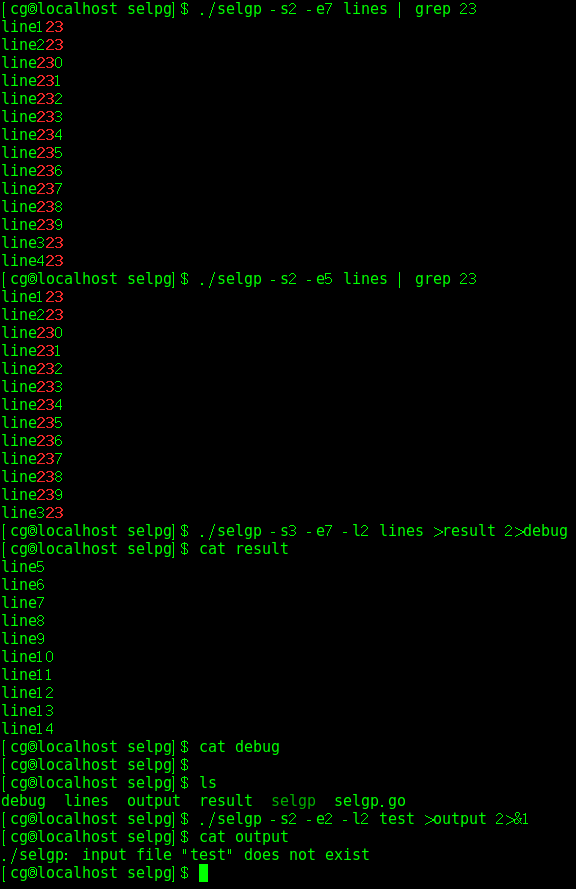 [cg@localhost selpg]$ ./selgp -s2 -e7 lines | grep 23
line123
line223
line230
line231
line232
line233
line234
line235
line236
line237
line238
line239
line323
line423
[cg@localhost selpg]$ ./selgp -s2 -e5 lines | grep 23
line123
line223
line230
line231
line232
line233
line234
line235
line236
line237
line238
line239
line323
[cg@localhost selpg]$ ./selgp -s3 -e7 -l2 lines >result 2>debug
[cg@localhost selpg]$ cat result
line5
line6
line7
line8
line9
line10
line11
line12
line13
line14
[cg@localhost selpg]$ cat debug
[cg@localhost selpg]$
[cg@localhost selpg]$ ls
debug lines output result selgp selgp.go
[cg@localhost selpg]$ ./selgp -s2 -e2 -l2 test >output 2>&1
[cg@localhost selpg]$ cat output
./selgp: input file "test" does not exist
[cg@localhost selpg]$